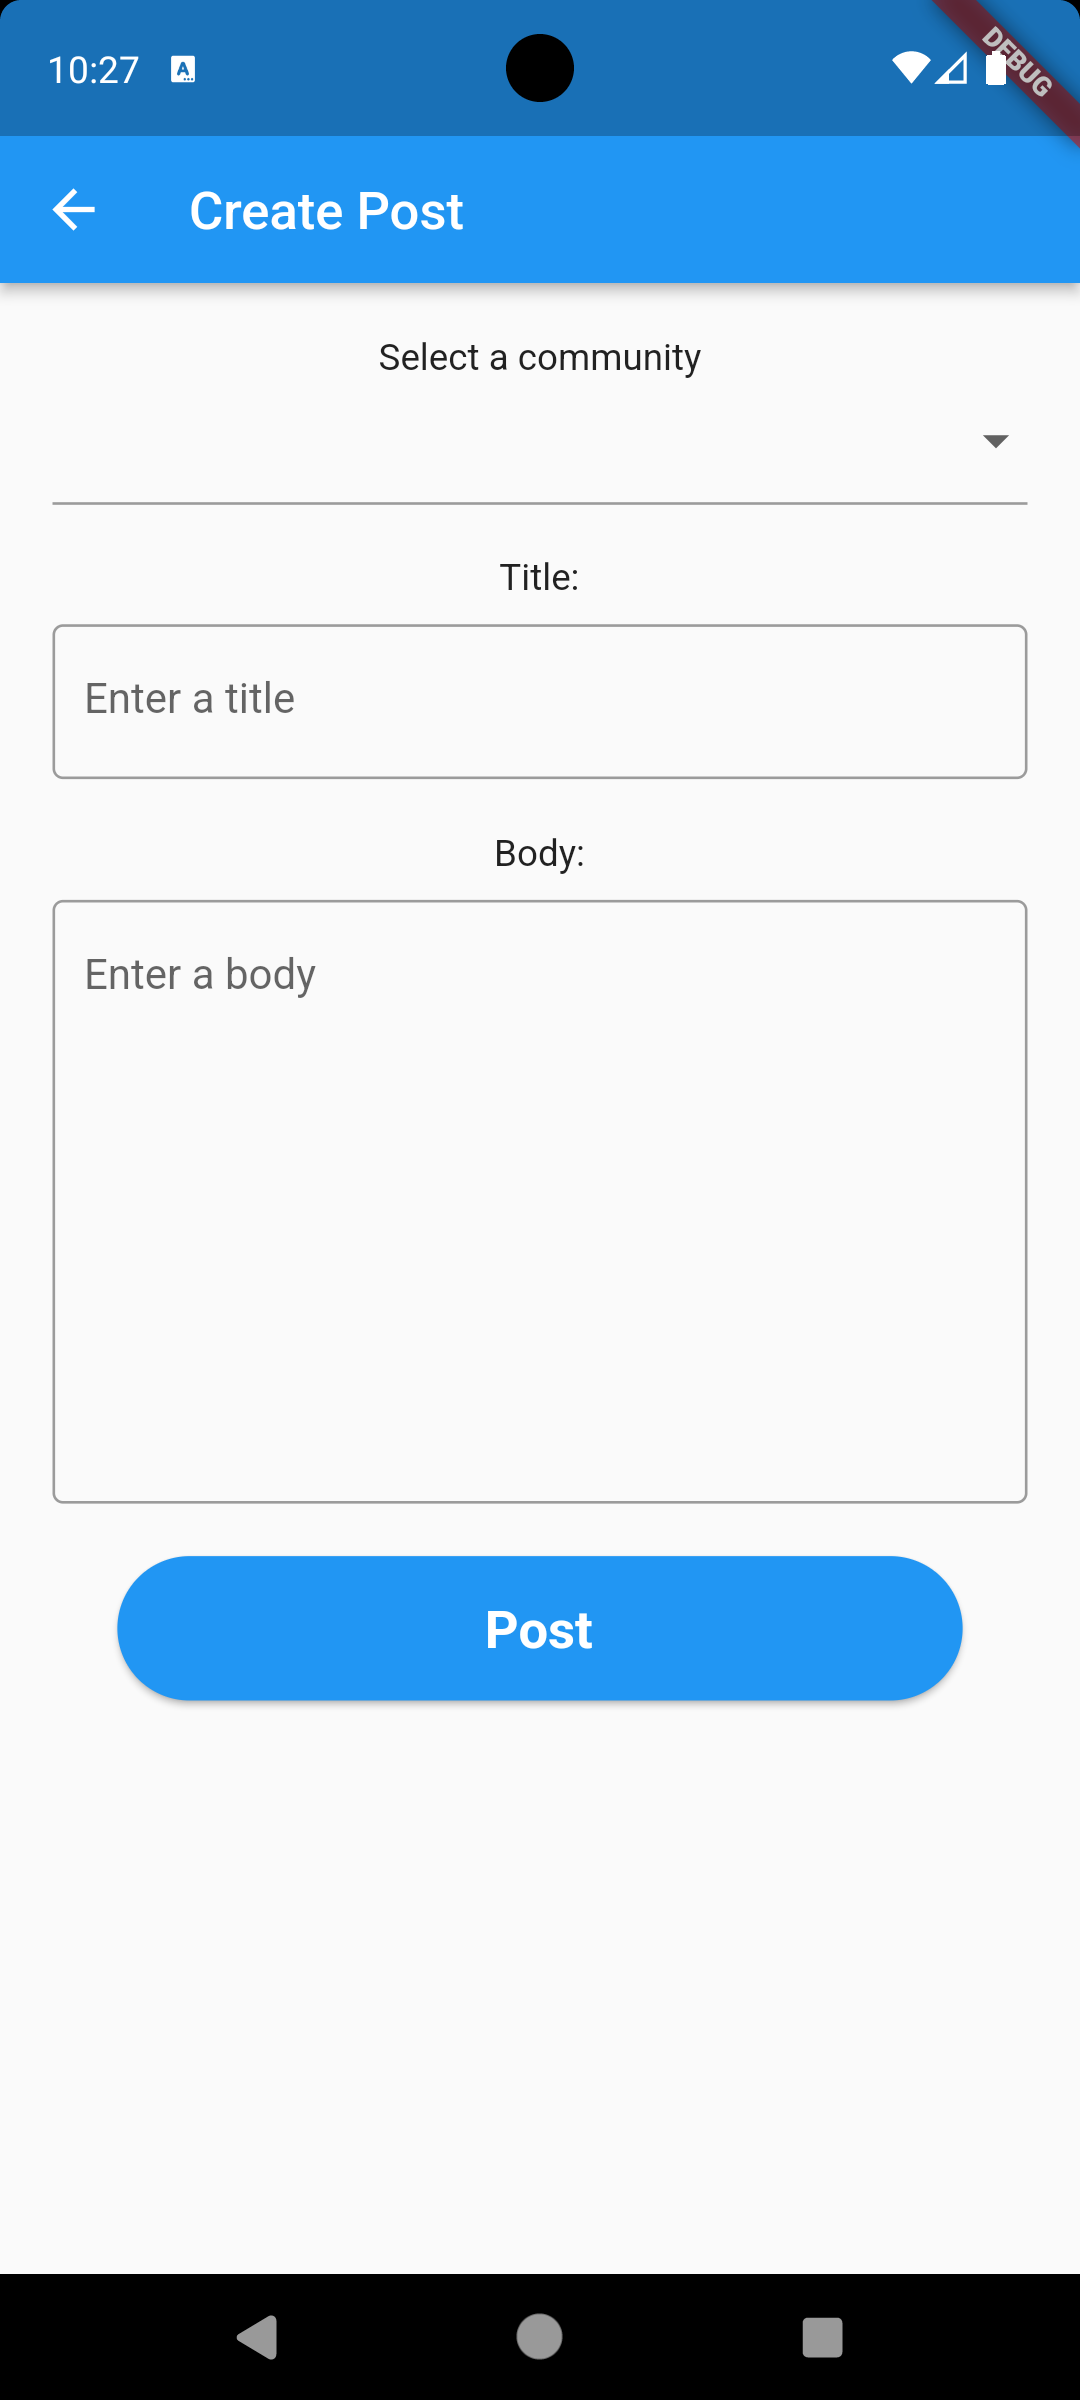 10:27
DEBUG
Create Post
Select a community
Title:
Enter a title
Body:
Enter a body
Post